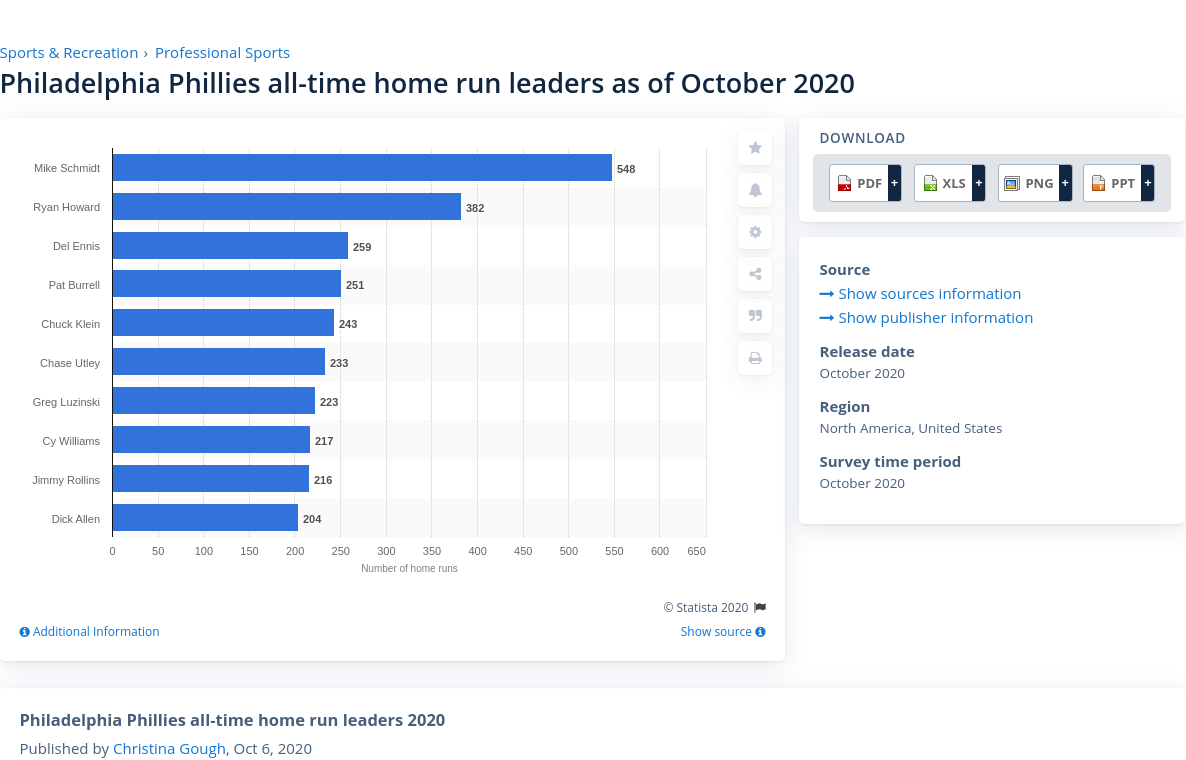 Sports & Recreation › Professional Sports
Philadelphia Phillies all-time home run leaders as of October 2020
Mike Schmidt 548
Ryan Howard 382
Del Ennis 259
Pat Burrell 251
Chuck Klein 243
Chase Utley 233
Greg Luzinski 223
Cy Williams 217
Jimmy Rollins 216
Dick Allen 204
0 50 100 150 200 250 300 350 400 450 500 550 600 650
Number of home runs
© Statista 2020
Additional Information Show source
DOWNLOAD
PDF + XLS + PNG + PPT +
Source
Show sources information
Show publisher information
Release date
October 2020
Region
North America, United States
Survey time period
October 2020
Philadelphia Phillies all-time home run leaders 2020
Published by Christina Gough, Oct 6, 2020